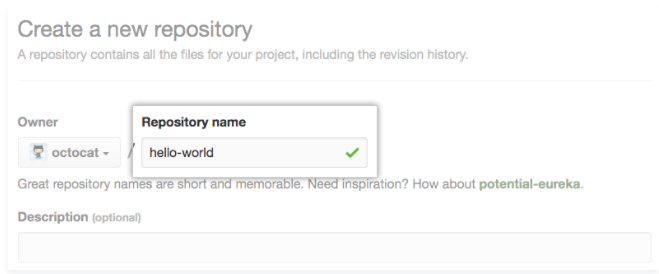 Create a new repository
A repository contains all the files for your project, including the revision history.
Owner
Repository name
octocat
/
hello-world
Great repository names are short and memorable. Need inspiration? How about potential-eureka.
Description (optional)